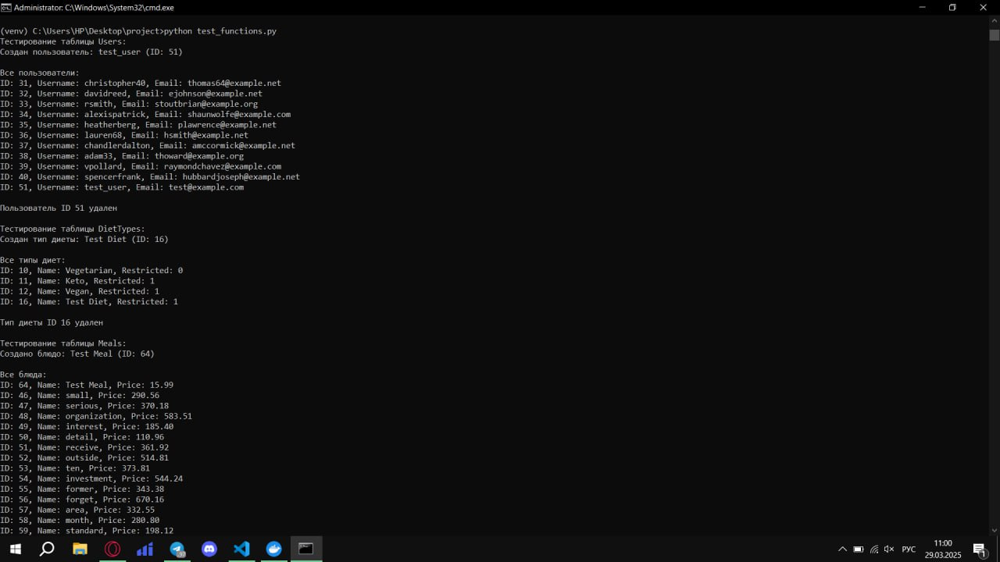 Administrator: C:\Windows\System32\cmd.exe
(venv) C:\Users\HP\Desktop\project>python test_functions.py
Тестирование таблицы Users:
Создан пользователь: test_user (ID: 51)
Все пользователи:
ID: 31, Username: christopher40, Email: thomas64@example.net
ID: 32, Username: davidreed, Email: ejohnson@example.net
ID: 33, Username: rsmith, Email: stoutbrian@example.org
ID: 34, Username: alexispatrick, Email: shaunwolfe@example.com
ID: 35, Username: heatherberg, Email: plawrence@example.net
ID: 36, Username: lauren68, Email: hsmith@example.net
ID: 37, Username: chandlerdalton, Email: amccormick@example.net
ID: 38, Username: adam33, Email: thoward@example.org
ID: 39, Username: vpollard, Email: raymondchavez@example.com
ID: 40, Username: spencerfrank, Email: hubbardjoseph@example.net
ID: 51, Username: test_user, Email: test@example.com
Пользователь ID 51 удален
Тестирование таблицы DietTypes:
Создан тип диеты: Test Diet (ID: 16)
Все типы диет:
ID: 10, Name: Vegetarian, Restricted: 0
ID: 11, Name: Keto, Restricted: 1
ID: 12, Name: Vegan, Restricted: 1
ID: 16, Name: Test Diet, Restricted: 1
Тип диеты ID 16 удален
Тестирование таблицы Meals:
Создано блюдо: Test Meal (ID: 64)
Все блюда:
ID: 64, Name: Test Meal, Price: 15.99
ID: 46, Name: small, Price: 290.56
ID: 47, Name: serious, Price: 370.18
ID: 48, Name: organization, Price: 583.51
ID: 49, Name: interest, Price: 185.40
ID: 50, Name: detail, Price: 110.96
ID: 51, Name: receive, Price: 361.92
ID: 52, Name: outside, Price: 514.81
ID: 53, Name: ten, Price: 373.81
ID: 54, Name: investment, Price: 544.24
ID: 55, Name: former, Price: 343.38
ID: 56, Name: forget, Price: 670.16
ID: 57, Name: area, Price: 332.55
ID: 58, Name: month, Price: 280.80
ID: 59, Name: standard, Price: 198.12
97
РУС
11:00
29.03.2025
1